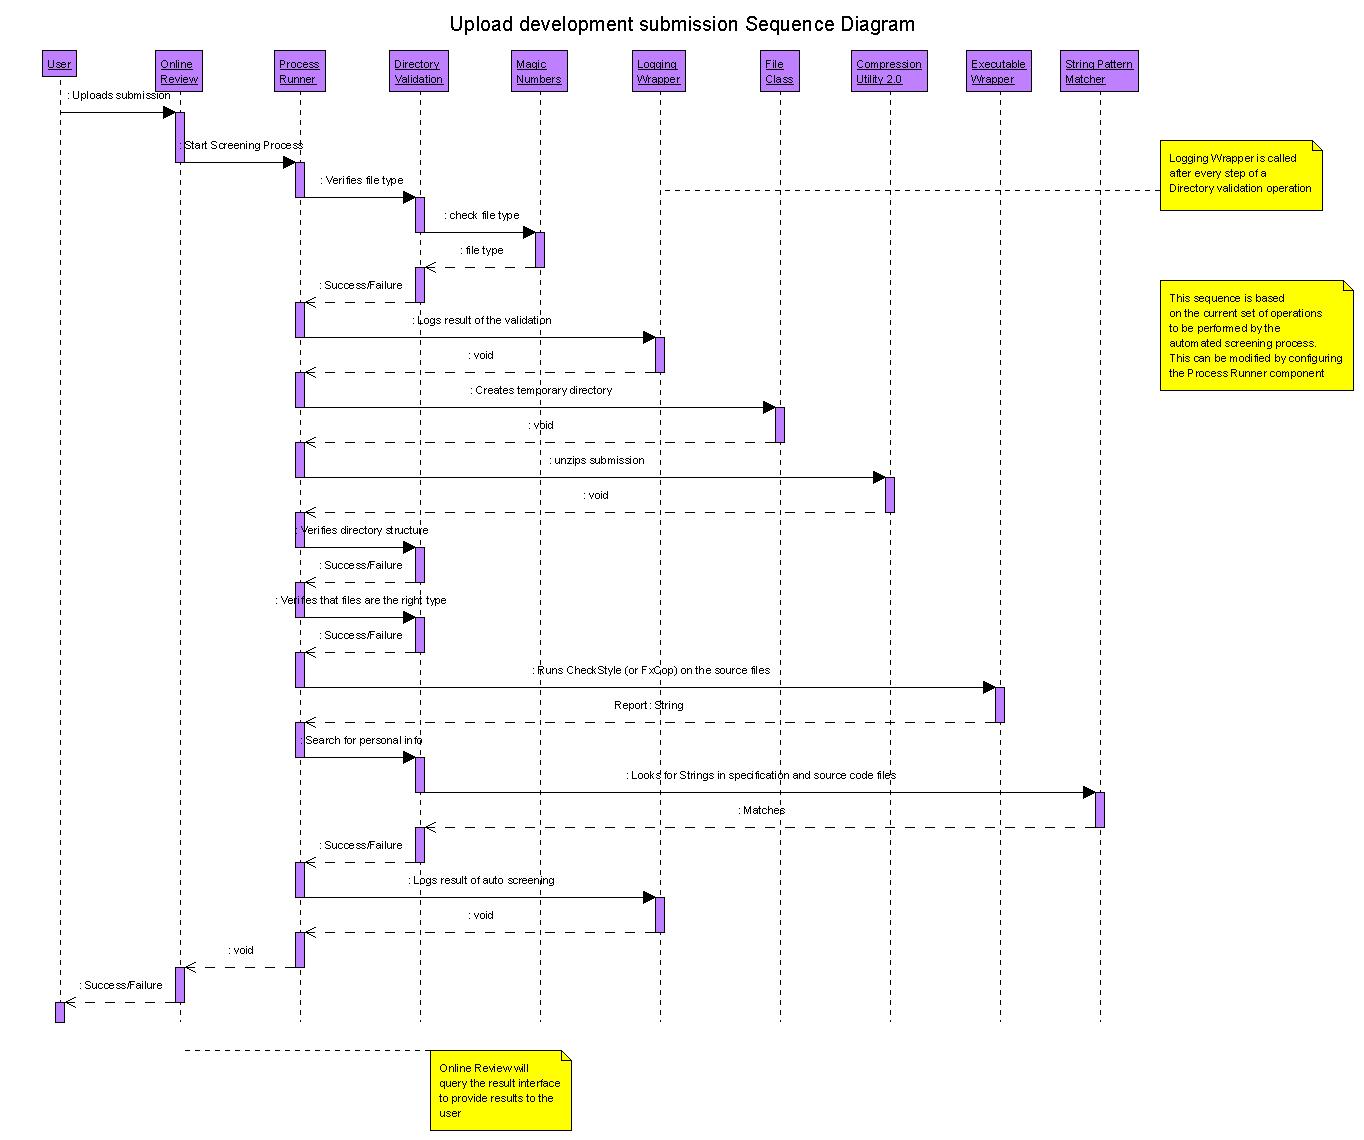 Upload development submission Sequence Diagram
User
Online
Review
Process
Runner
Directory
Validation
Magic
Numbers
Logging
Wrapper
File
Class
Compression
Utility 2.0
Executable
Wrapper
String Pattern
Matcher
: Uploads submission
: Start Screening Process
Logging Wrapper is called
after every step of a
Directory validation operation
: Verifies file type
: check file type
: file type
: Success/Failure
This sequence is based
on the current set of operations
to be performed by the
automated screening process.
This can be modified by configuring
the Process Runner component
: Logs result of the validation
: void
: Creates temporary directory
: void
: unzips submission
: void
: Verifies directory structure
: Success/Failure
: Verifies that files are the right type
: Success/Failure
: Runs CheckStyle (or FxCop) on the source files
Report : String
: Search for personal info
: Looks for Strings in specification and source code files
: Matches
: Success/Failure
: Logs result of auto screening
: void
: void
: Success/Failure
Online Review will
query the result interface
to provide results to the
user